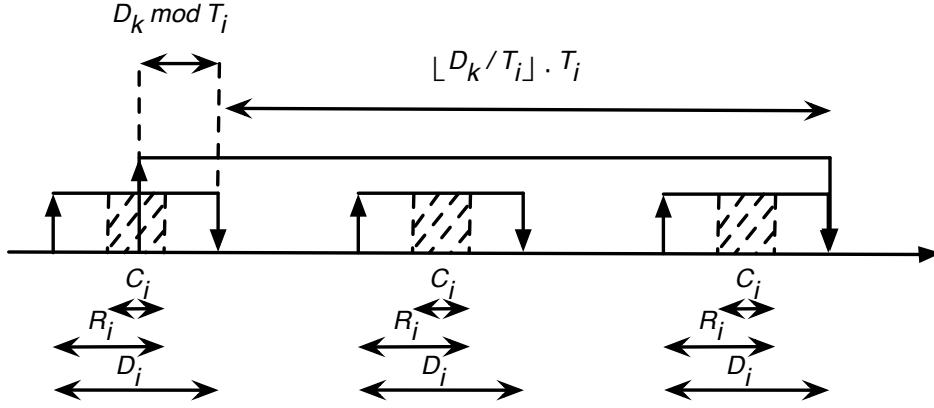 D_k mod T_i
⌊D_k / T_i⌋ . T_i
C_i C_i C_i
R_i R_i R_i
D_i D_i D_i